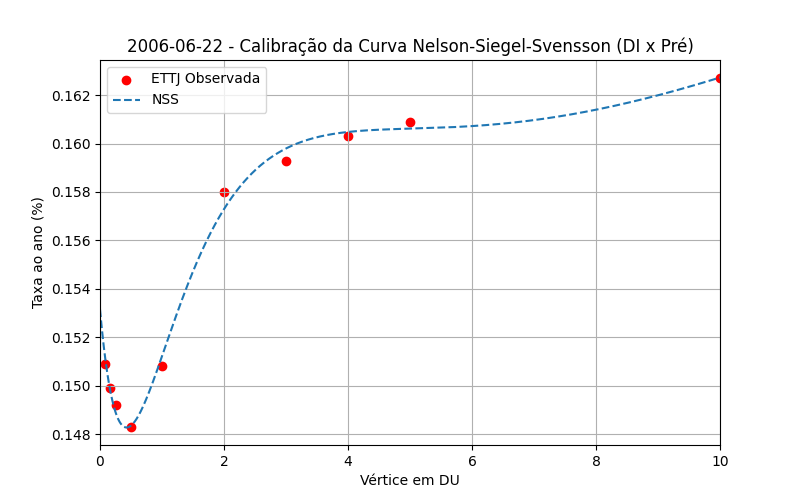 2006-06-22 - Calibração da Curva Nelson-Siegel-Svensson (DI x Pré)
ETTJ Observada
NSS
Taxa ao ano (%)
0.162
0.160
0.158
0.156
0.154
0.152
0.150
0.148
0 2 4 6 8 10
Vértice em DU